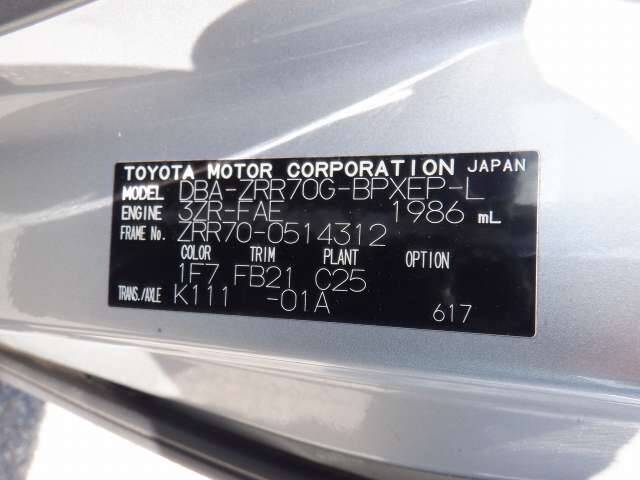 TOYOTA MOTOR CORPORATION JAPAN
MODEL DBA-ZRR70G-BPXEP-L
ENGINE 3ZR-FAE 1986 mL
FRAME No. ZRR70-0514312
COLOR TRIM PLANT OPTION
1F7 FB21 C25
TRANS./AXLE K111 -01A 617